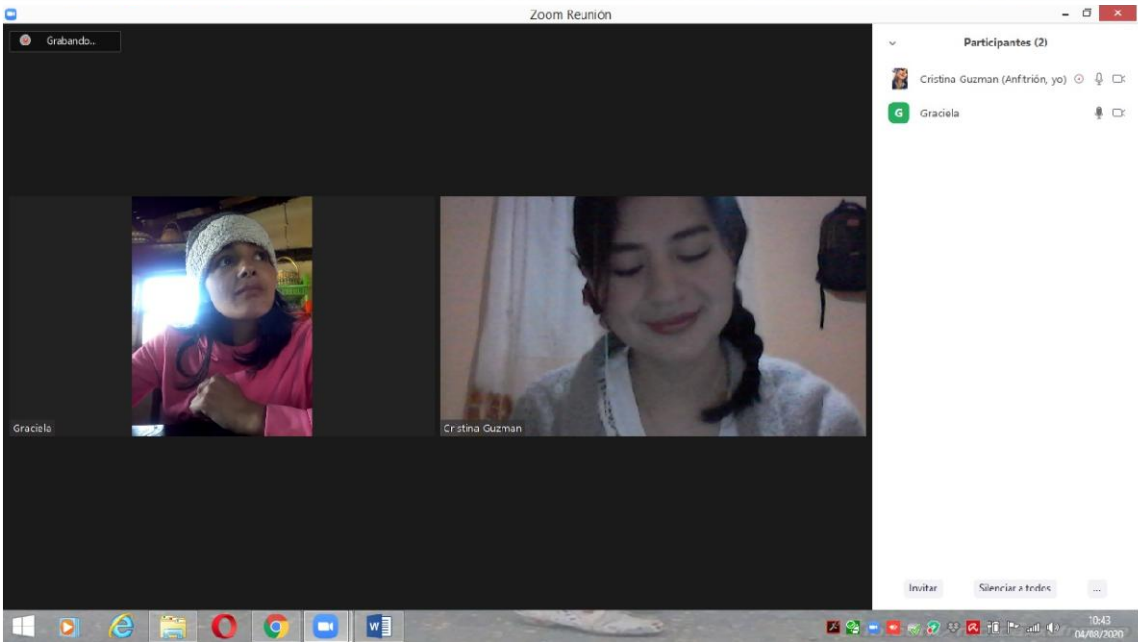 Zoom Reunión
Grabando...
Participantes (2)
Cristina Guzman (Anfitrión, yo)
G Graciela
Graciela
Cristina Guzman
Invitar
Silenciar a todos
...
10:43
04/08/2020